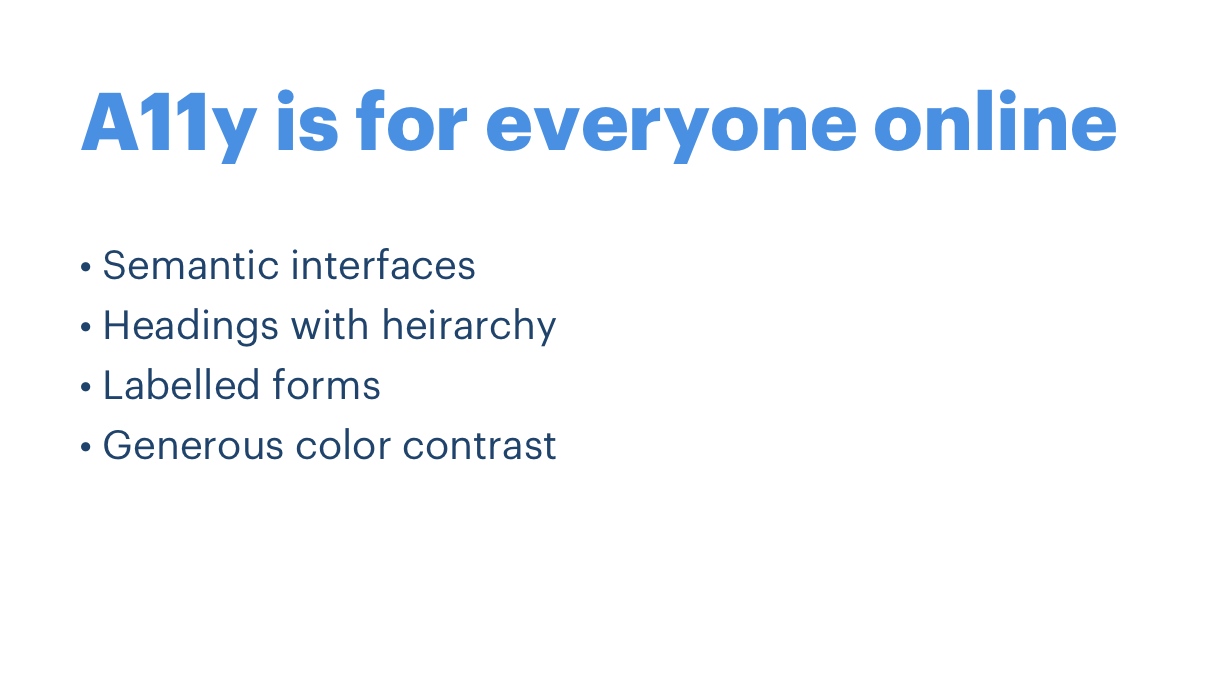 A11y is for everyone online
• Semantic interfaces
• Headings with heirarchy
• Labelled forms
• Generous color contrast